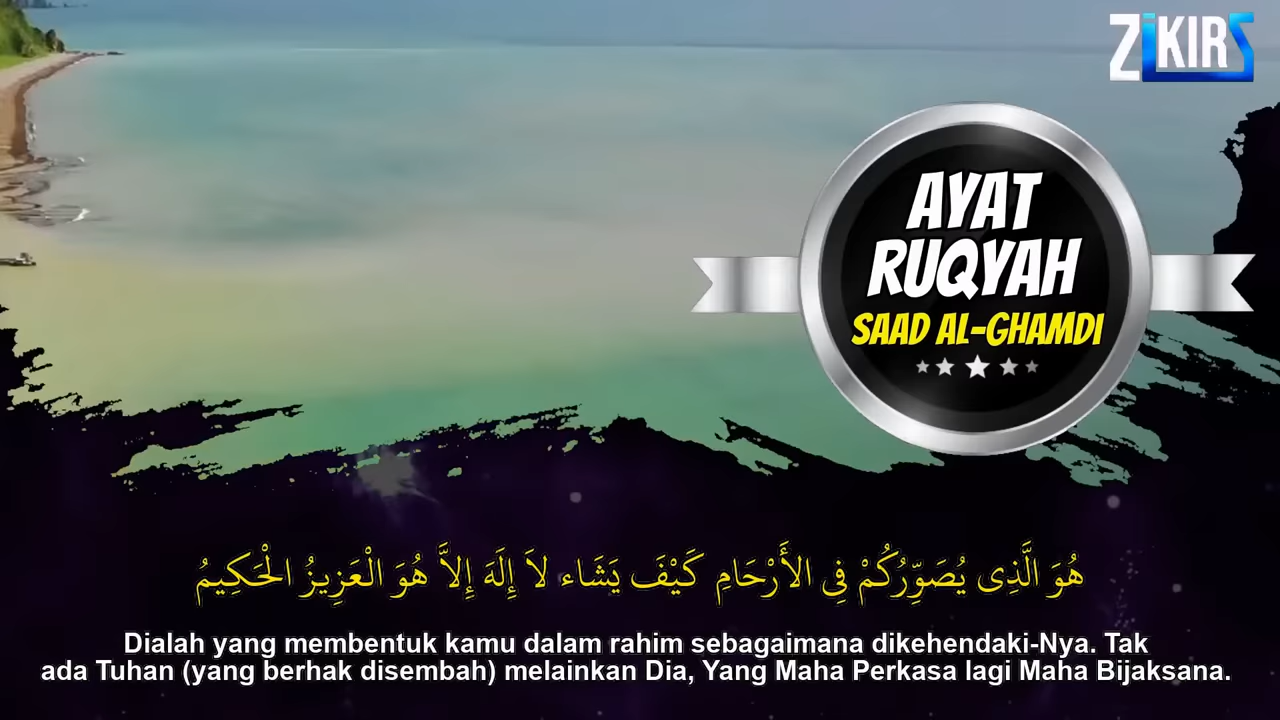 ZiKIRS
AYAT
RUQYAH
SAAD AL-GHAMDI
هُوَ الَّذِى يُصَوِّرُكُمْ فِى الأَرْحَامِ كَيْفَ يَشَاء لاَ إِلَهَ إِلاَّ هُوَ الْعَزِيزُ الْحَكِيمُ
Dialah yang membentuk kamu dalam rahim sebagaimana dikehendaki-Nya. Tak
ada Tuhan (yang berhak disembah) melainkan Dia, Yang Maha Perkasa lagi Maha Bijaksana.